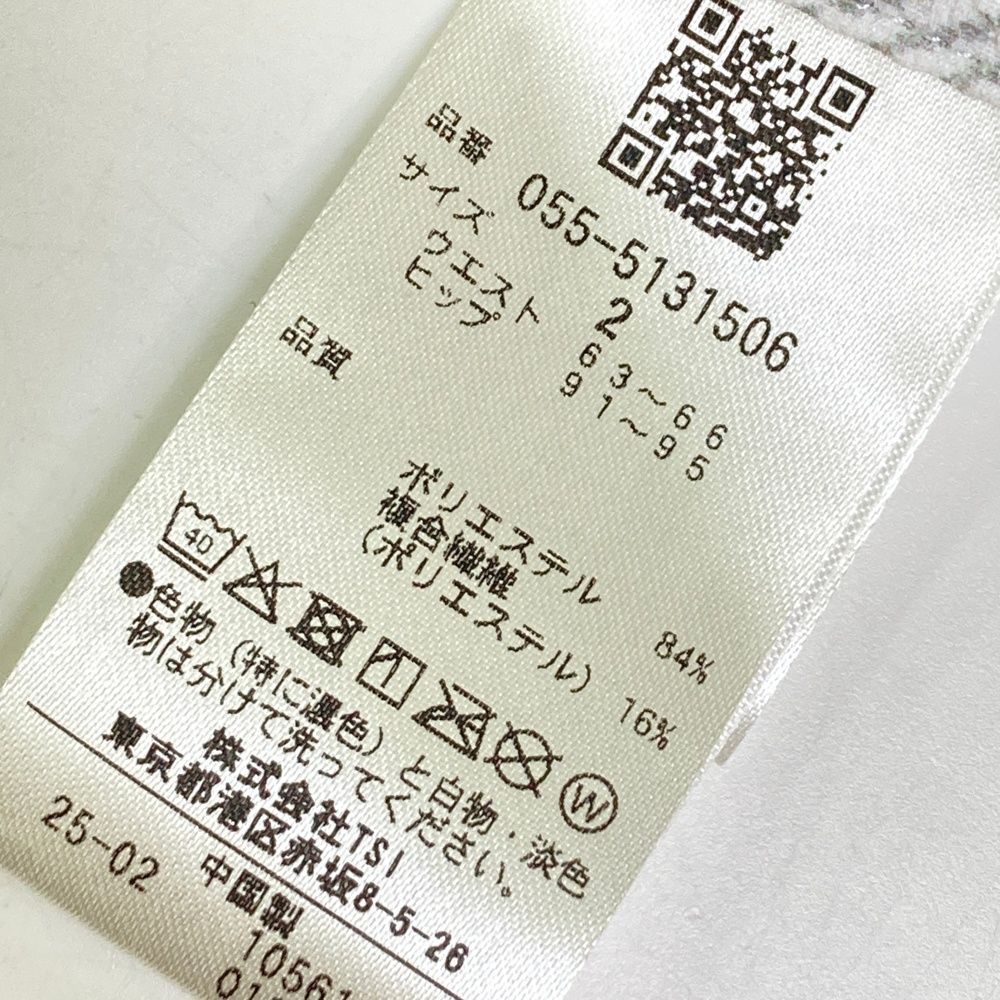 品番 055-5131506
サイズ 2
ウエスト 63～66
ヒップ 91～95
品質
ポリエステル 84%
複合繊維
(ポリエステル) 16%
40
W
●色物(特に濃色)と白物・淡色
物は分けて洗ってください。
株式会社TSI
東京都港区赤坂8-5-26
25-02 中国製
10561